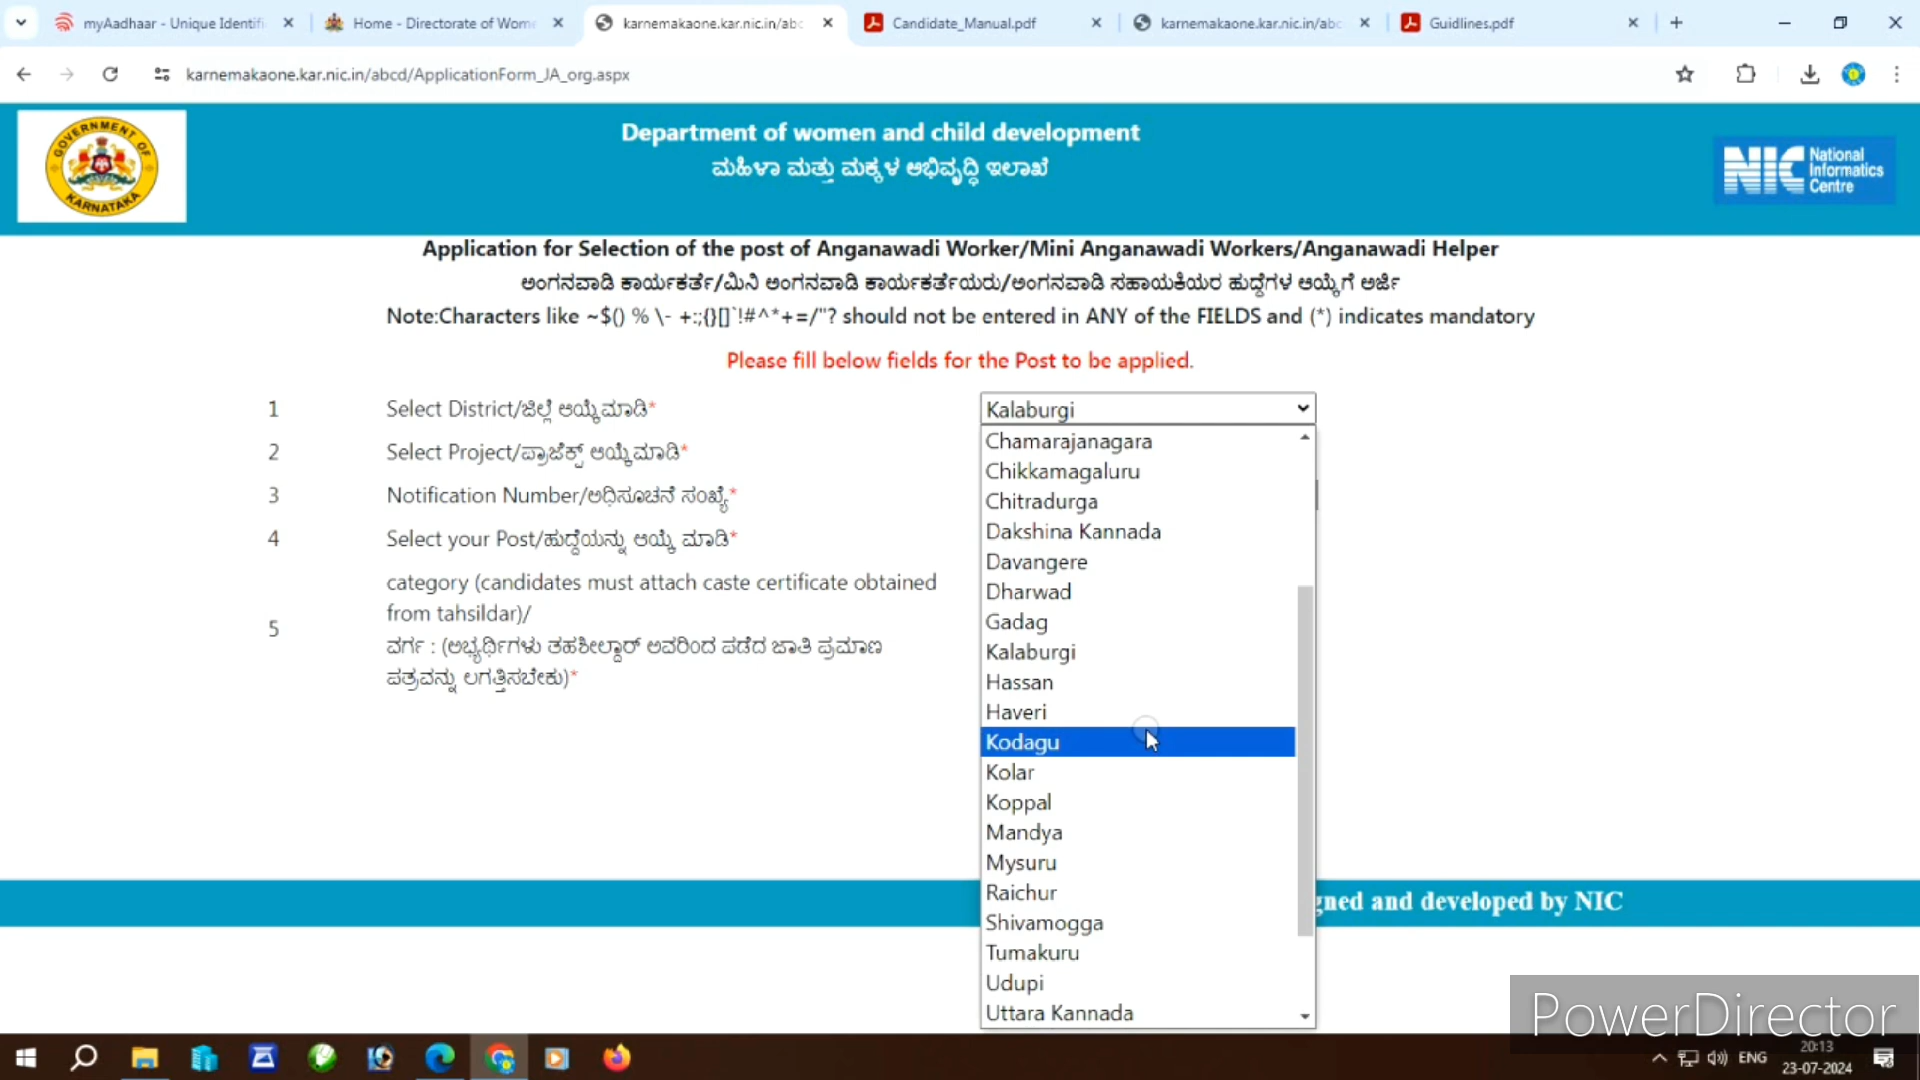 myAadhaar - Unique Identifi
Home - Directorate of Wome
karnemakaone.kar.nic.in/abc
Candidate_Manual.pdf
karnemakaone.kar.nic.in/abc
Guidlines.pdf
karnemakaone.kar.nic.in/abcd/ApplicationForm_JA_org.aspx
GOVERNMENT OF
KARNATAKA
Department of women and child development
ಮಹಿಳಾ ಮತ್ತು ಮಕ್ಕಳ ಅಭಿವೃದ್ಧಿ ಇಲಾಖೆ
NIC National
Informatics
Centre
Application for Selection of the post of Anganawadi Worker/Mini Anganawadi Workers/Anganawadi Helper
ಅಂಗನವಾಡಿ ಕಾರ್ಯಕರ್ತೆ/ಮಿನಿ ಅಂಗನವಾಡಿ ಕಾರ್ಯಕರ್ತೆಯರು/ಅಂಗನವಾಡಿ ಸಹಾಯಕಿಯರ ಹುದ್ದೆಗಳ ಆಯ್ಕೆಗೆ ಅರ್ಜಿ
Note:Characters like ~$() % \- +:;{}[]`!#^*+=/"? should not be entered in ANY of the FIELDS and (*) indicates mandatory
Please fill below fields for the Post to be applied.
1 Select District/ಜಿಲ್ಲೆ ಆಯ್ಕೆಮಾಡಿ* Kalaburgi
2 Select Project/ಪ್ರಾಜೆಕ್ಟ್ ಆಯ್ಕೆಮಾಡಿ*
3 Notification Number/ಅಧಿಸೂಚನೆ ಸಂಖ್ಯೆ*
4 Select your Post/ಹುದ್ದೆಯನ್ನು ಆಯ್ಕೆ ಮಾಡಿ*
category (candidates must attach caste certificate obtained
from tahsildar)/
5
ವರ್ಗ : (ಅಭ್ಯರ್ಥಿಗಳು ತಹಶೀಲ್ದಾರ್ ಅವರಿಂದ ಪಡೆದ ಜಾತಿ ಪ್ರಮಾಣ
ಪತ್ರವನ್ನು ಲಗತ್ತಿಸಬೇಕು)*
Chamarajanagara
Chikkamagaluru
Chitradurga
Dakshina Kannada
Davangere
Dharwad
Gadag
Kalaburgi
Hassan
Haveri
Kodagu
Kolar
Koppal
Mandya
Mysuru
Raichur
Shivamogga
Tumakuru
Udupi
Uttara Kannada
gned and developed by NIC
PowerDirector
ENG
20:13
23-07-2024